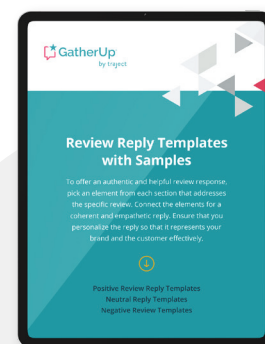 GatherUp
by traject
Review Reply Templates
with Samples
To offer an authentic and helpful review response,
pick an element from each section that addresses
the specific review. Connect the elements for a
coherent and empathetic reply. Ensure that you
personalize the reply so that it represents your
brand and the customer effectively.
Positive Review Reply Templates
Neutral Reply Templates
Negative Review Templates